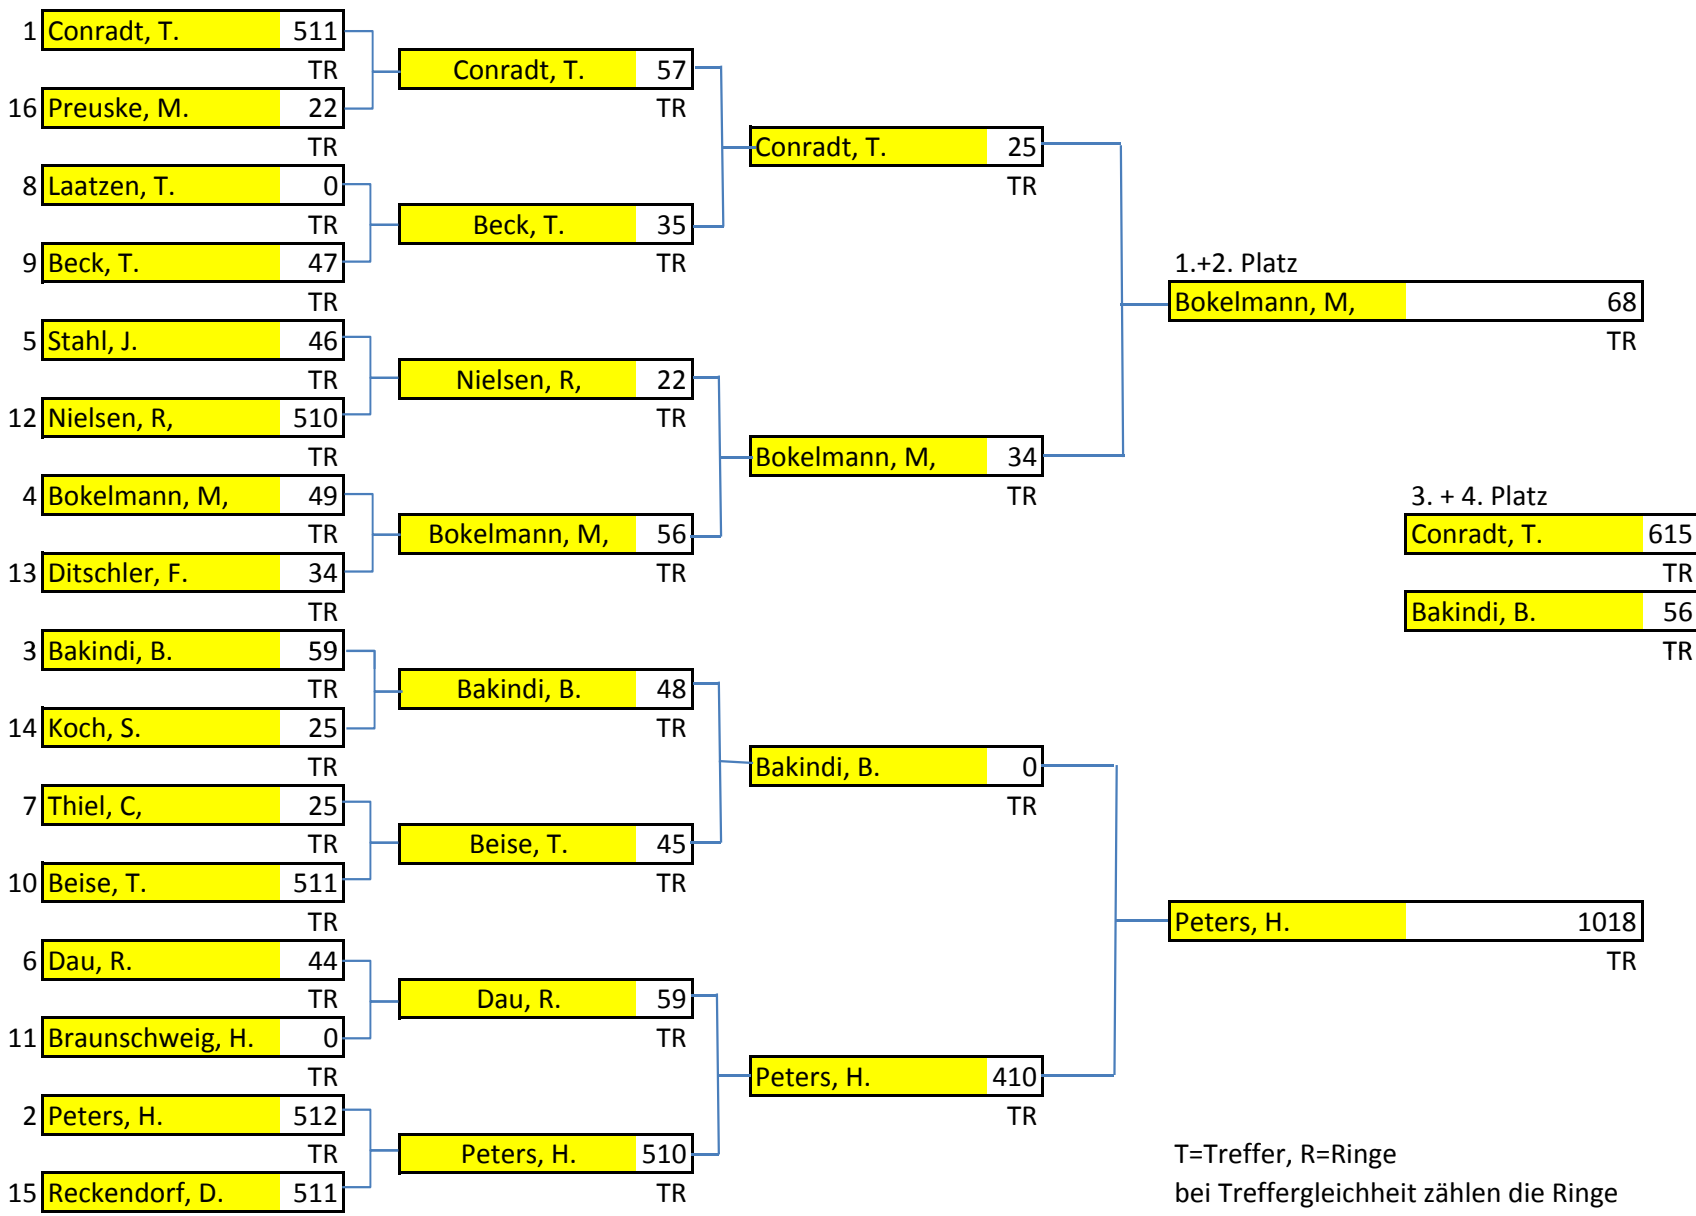 1 Conradt, T. 511
TR
16 Preuske, M. 22
TR
8 Laatzen, T. 0
TR
9 Beck, T. 47
TR
5 Stahl, J. 46
TR
12 Nielsen, R, 510
TR
4 Bokelmann, M, 49
TR
13 Ditschler, F. 34
TR
3 Bakindi, B. 59
TR
14 Koch, S. 25
TR
7 Thiel, C, 25
TR
10 Beise, T. 511
TR
6 Dau, R. 44
TR
11 Braunschweig, H. 0
TR
2 Peters, H. 512
TR
15 Reckendorf, D. 511
Conradt, T. 57
TR
Beck, T. 35
TR
Nielsen, R, 22
TR
Bokelmann, M, 56
TR
Bakindi, B. 48
TR
Beise, T. 45
TR
Dau, R. 59
TR
Peters, H. 510
TR
Conradt, T. 25
TR
Bokelmann, M, 34
TR
Bakindi, B. 0
TR
Peters, H. 410
TR
1.+2. Platz
Bokelmann, M, 68
TR
Peters, H. 1018
TR
3. + 4. Platz
Conradt, T. 615
TR
Bakindi, B. 56
TR
T=Treffer, R=Ringe
bei Treffergleichheit zählen die Ringe